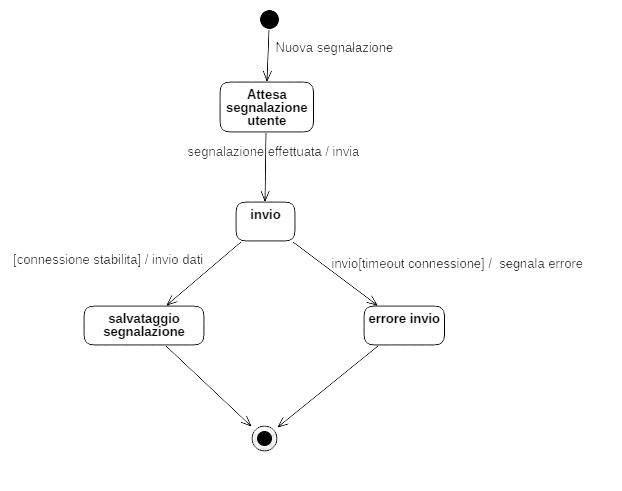 Nuova segnalazione
Attesa
segnalazione
utente
segnalazione effettuata / invia
invio
[connessione stabilita] / invio dati
invio[timeout connessione] / segnala errore
salvataggio
segnalazione
errore invio